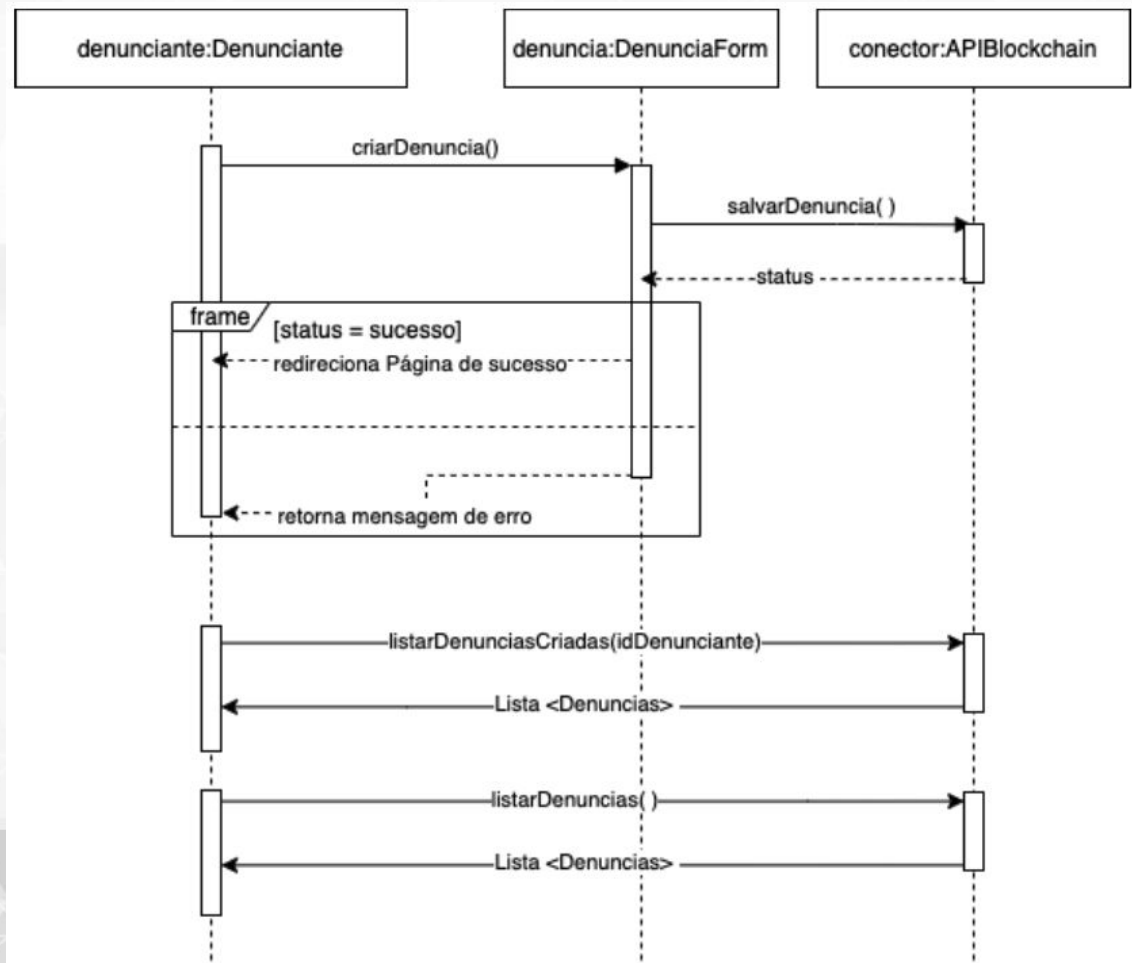 denunciante:Denunciante
denuncia:DenunciaForm
conector:APIBlockchain
criarDenuncia()
salvarDenuncia( )
status
frame
[status = sucesso]
redireciona Página de sucesso
retorna mensagem de erro
listarDenunciasCriadas(idDenunciante)
Lista <Denuncias>
listarDenuncias( )
Lista <Denuncias>